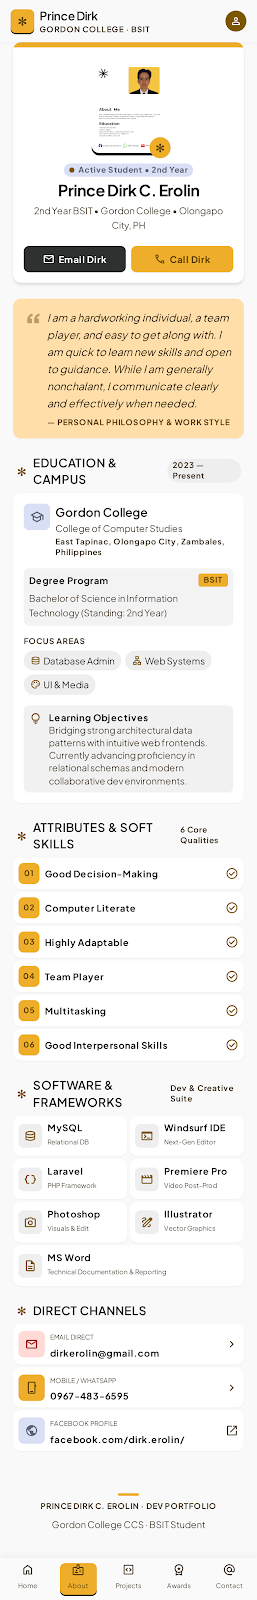 Prince Dirk
GORDON COLLEGE · BSIT
About Me
Education
Active Student • 2nd Year
Prince Dirk C. Erolin
2nd Year BSIT • Gordon College • Olongapo
City, PH
Email Dirk
Call Dirk
I am a hardworking individual, a team
player, and easy to get along with. I
am quick to learn new skills and open
to guidance. While I am generally
nonchalant, I communicate clearly
and effectively when needed.
— PERSONAL PHILOSOPHY & WORK STYLE
EDUCATION &
CAMPUS
2023 —
Present
Gordon College
College of Computer Studies
East Tapinac, Olongapo City, Zambales,
Philippines
Degree Program
BSIT
Bachelor of Science in Information
Technology (Standing: 2nd Year)
FOCUS AREAS
Database Admin
Web Systems
UI & Media
Learning Objectives
Bridging strong architectural data
patterns with intuitive web frontends.
Currently advancing proficiency in
relational schemas and modern
collaborative dev environments.
ATTRIBUTES & SOFT
SKILLS
6 Core
Qualities
01 Good Decision-Making
02 Computer Literate
03 Highly Adaptable
04 Team Player
05 Multitasking
06 Good Interpersonal Skills
SOFTWARE &
FRAMEWORKS
Dev & Creative
Suite
MySQL
Relational DB
Windsurf IDE
Next-Gen Editor
Laravel
PHP Framework
Premiere Pro
Video Post-Prod
Photoshop
Visuals & Edit
Illustrator
Vector Graphics
MS Word
Technical Documentation & Reporting
DIRECT CHANNELS
EMAIL DIRECT
dirkerolin@gmail.com
MOBILE / WHATSAPP
0967-483-6595
FACEBOOK PROFILE
facebook.com/dirk.erolin/
PRINCE DIRK C. EROLIN · DEV PORTFOLIO
Gordon College CCS · BSIT Student
Home
About
Projects
Awards
Contact